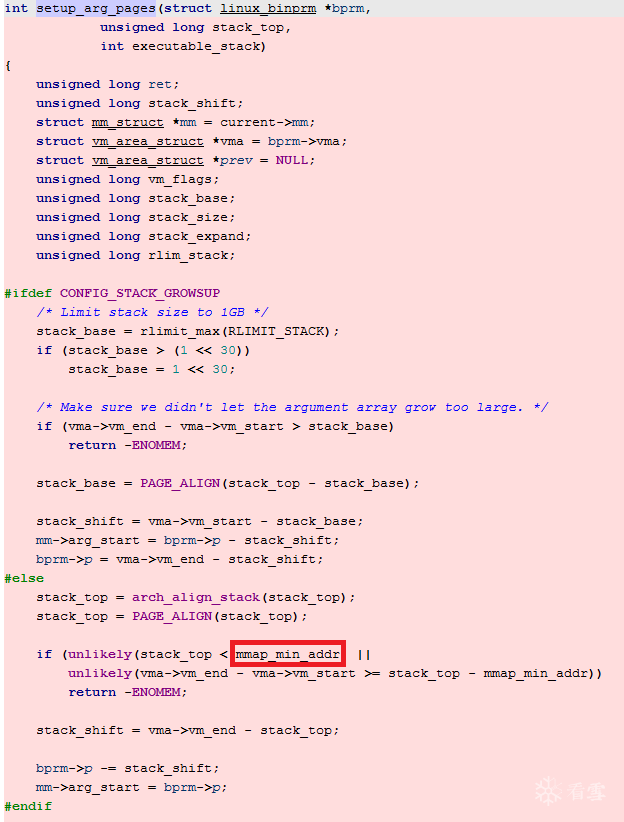 int setup_arg_pages(struct linux_binprm *bprm,
            unsigned long stack_top,
            int executable_stack)
{
    unsigned long ret;
    unsigned long stack_shift;
    struct mm_struct *mm = current->mm;
    struct vm_area_struct *vma = bprm->vma;
    struct vm_area_struct *prev = NULL;
    unsigned long vm_flags;
    unsigned long stack_base;
    unsigned long stack_size;
    unsigned long stack_expand;
    unsigned long rlim_stack;

#ifdef CONFIG_STACK_GROWSUP
    /* Limit stack size to 1GB */
    stack_base = rlimit_max(RLIMIT_STACK);
    if (stack_base > (1 << 30))
        stack_base = 1 << 30;

    /* Make sure we didn't let the argument array grow too large. */
    if (vma->vm_end - vma->vm_start > stack_base)
        return -ENOMEM;

    stack_base = PAGE_ALIGN(stack_top - stack_base);

    stack_shift = vma->vm_start - stack_base;
    mm->arg_start = bprm->p - stack_shift;
    bprm->p = vma->vm_end - stack_shift;
#else
    stack_top = arch_align_stack(stack_top);
    stack_top = PAGE_ALIGN(stack_top);

    if (unlikely(stack_top < mmap_min_addr) ||
        unlikely(vma->vm_end - vma->vm_start >= stack_top - mmap_min_addr))
        return -ENOMEM;

    stack_shift = vma->vm_end - stack_top;

    bprm->p -= stack_shift;
    mm->arg_start = bprm->p;
#endif
看雪